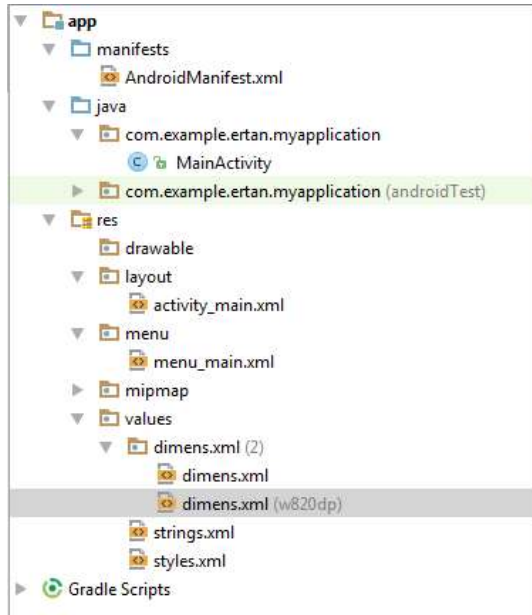 app
manifests
AndroidManifest.xml
java
com.example.ertan.myapplication
MainActivity
com.example.ertan.myapplication (androidTest)
res
drawable
layout
activity_main.xml
menu
menu_main.xml
mipmap
values
dimens.xml (2)
dimens.xml
dimens.xml (w820dp)
strings.xml
styles.xml
Gradle Scripts